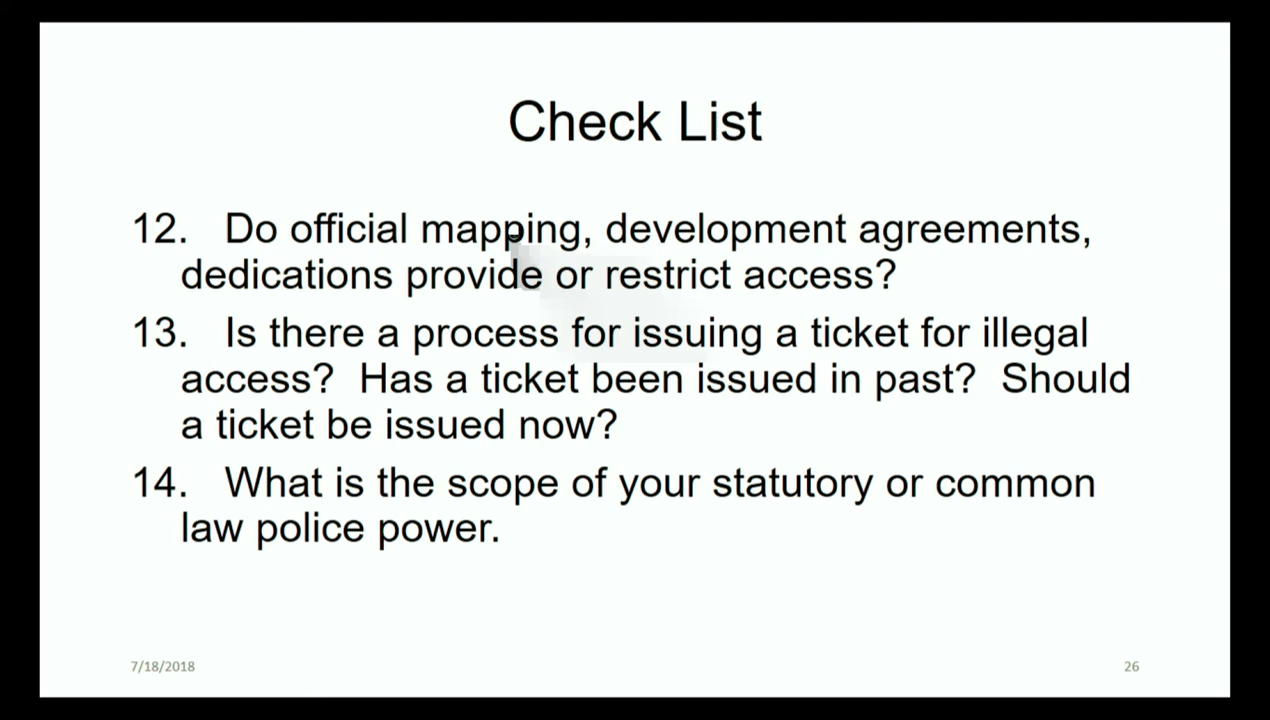 Check List
12. Do official mapping, development agreements,
dedications provide or restrict access?
13. Is there a process for issuing a ticket for illegal
access? Has a ticket been issued in past? Should
a ticket be issued now?
14. What is the scope of your statutory or common
law police power.
7/18/2018
26